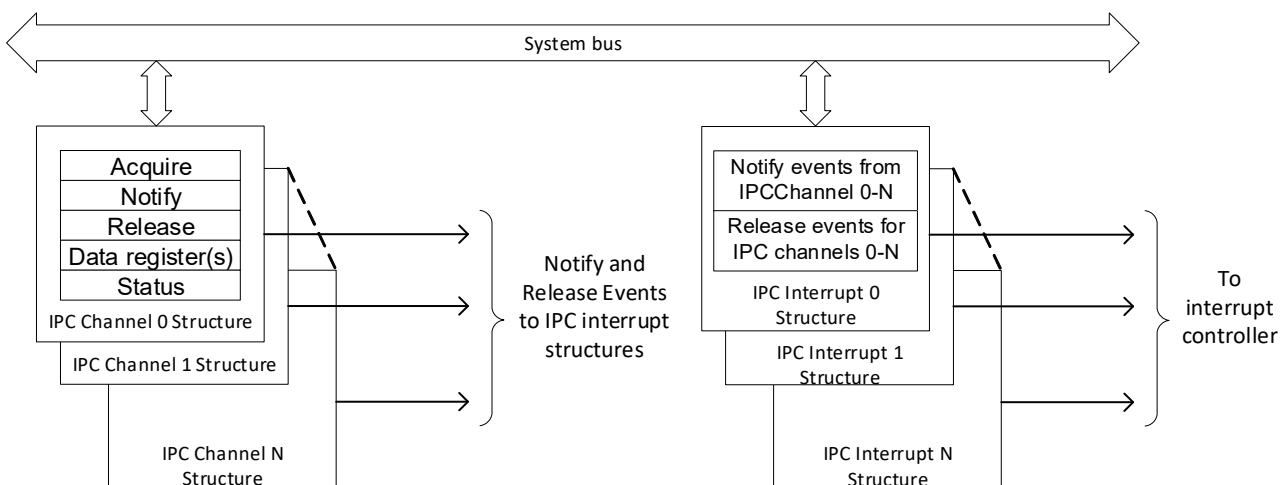 System bus
Acquire
Notify
Release
Data register(s)
Status
IPC Channel 0 Structure
IPC Channel 1 Structure
IPC Channel N
Structure
Notify and
Release Events
to IPC interrupt
structures
Notify events from
IPCChannel 0-N
Release events for
IPC channels 0-N
IPC Interrupt 0
Structure
IPC Interrupt 1
Structure
IPC Interrupt N
Structure
To
interrupt
controller